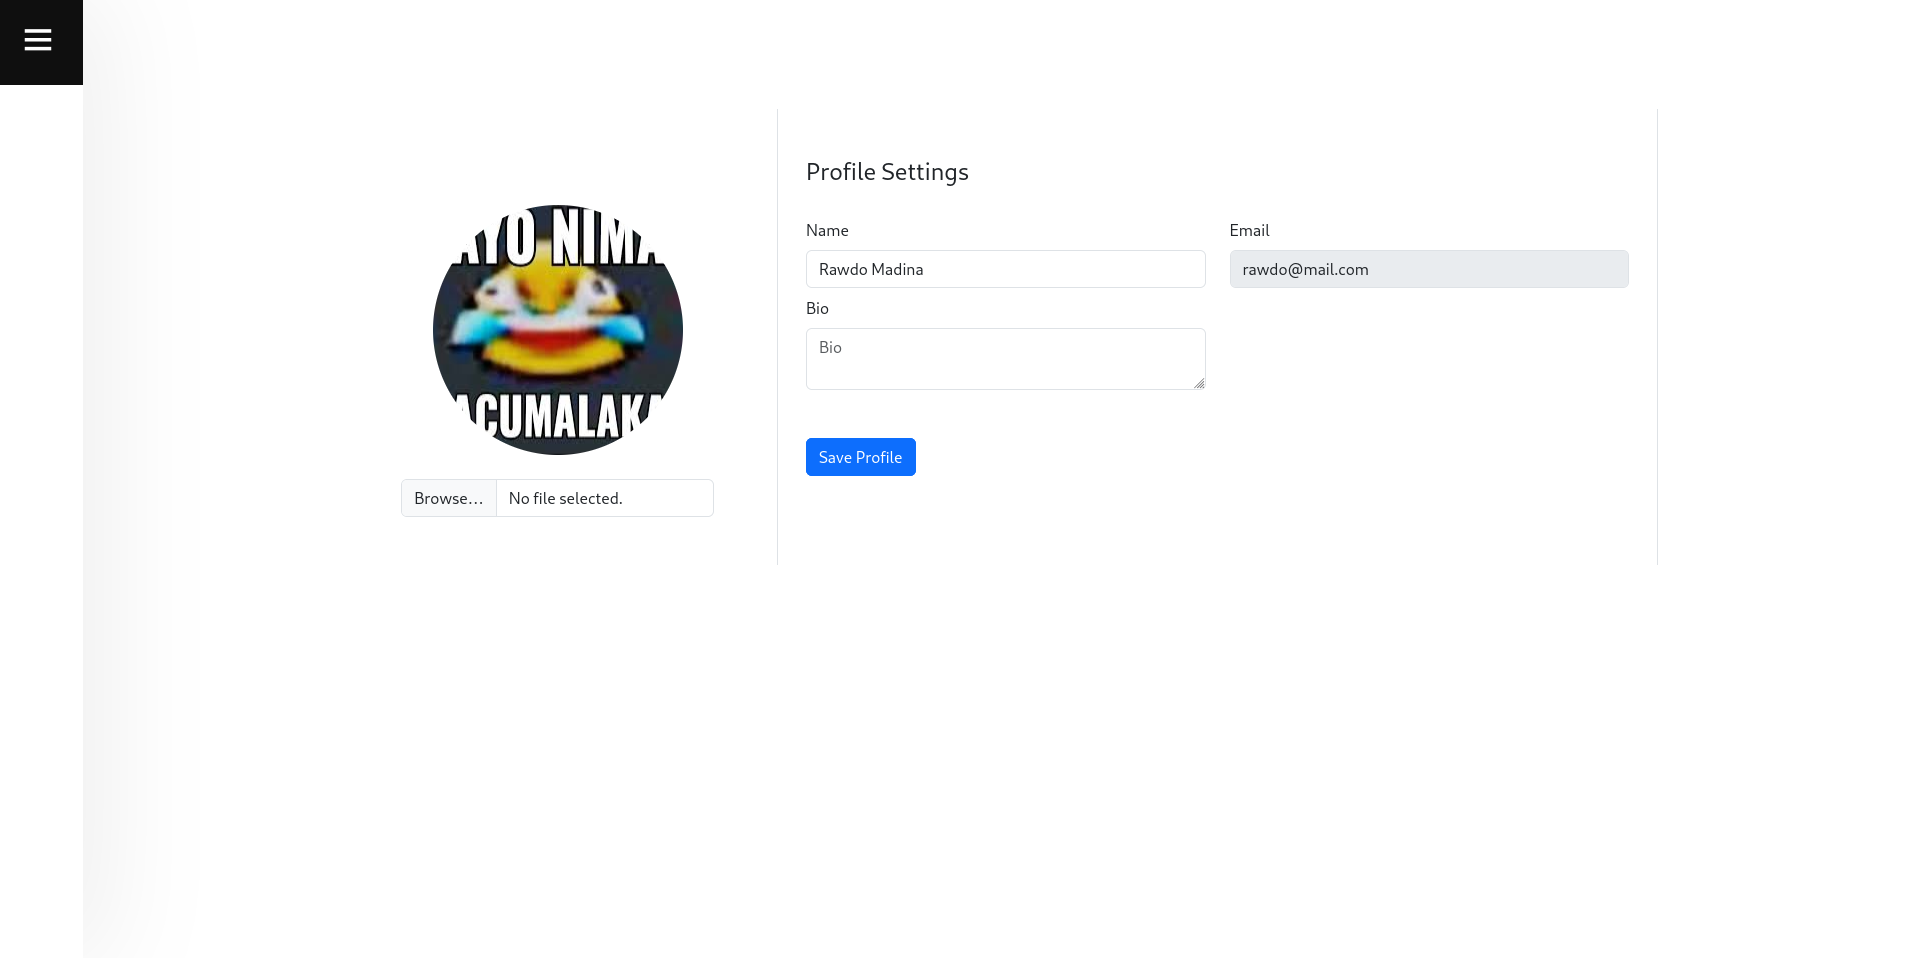 AYO NIMA
ACUMALAKA
Browse... No file selected.
Profile Settings
Name
Rawdo Madina
Email
rawdo@mail.com
Bio
Bio
Save Profile